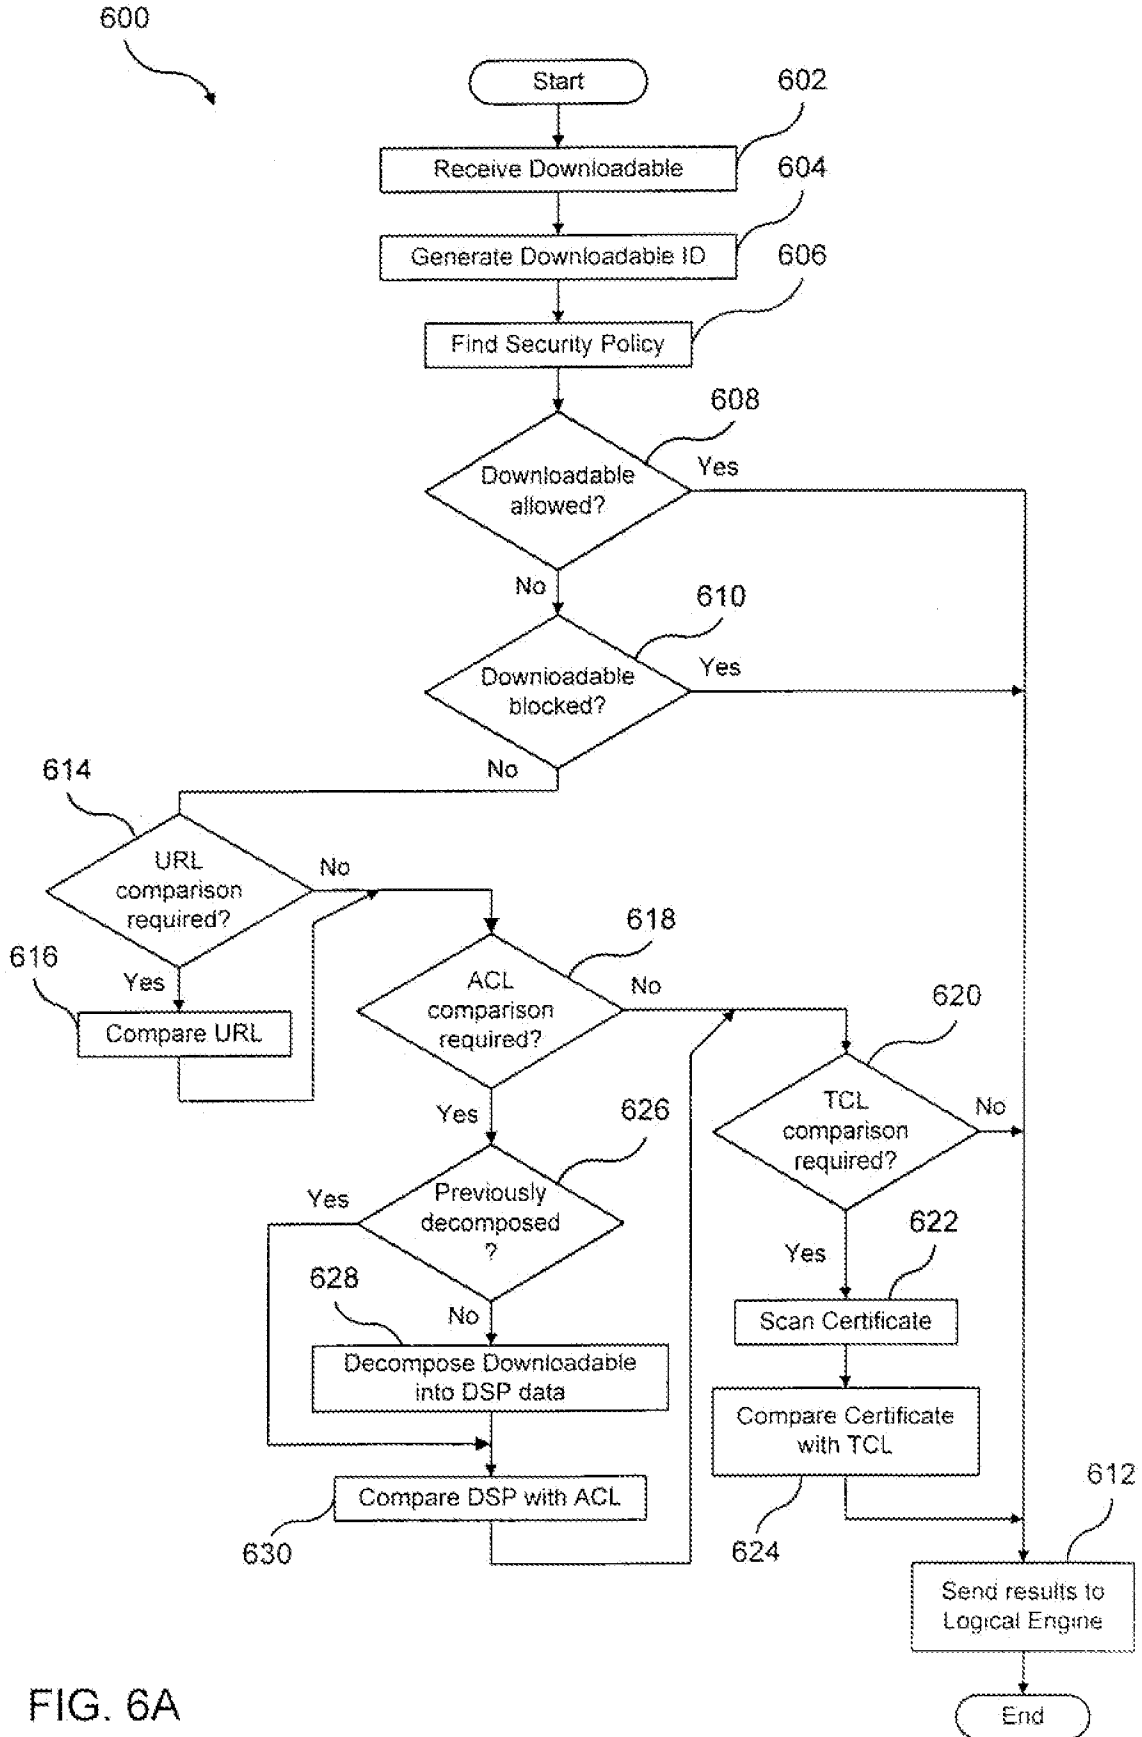 600
Start
602
Receive Downloadable
604
Generate Downloadable ID
606
Find Security Policy
608
Downloadable
allowed?
Yes
No
610
Downloadable
blocked?
Yes
No
614
URL
comparison
required?
No
Yes
616
Compare URL
618
ACL
comparison
required?
No
Yes
620
TCL
comparison
required?
No
Yes
622
Scan Certificate
Compare Certificate
with TCL
624
626
Previously
decomposed
?
Yes
No
628
Decompose Downloadable
into DSP data
Compare DSP with ACL
630
612
Send results to
Logical Engine
End
FIG. 6A